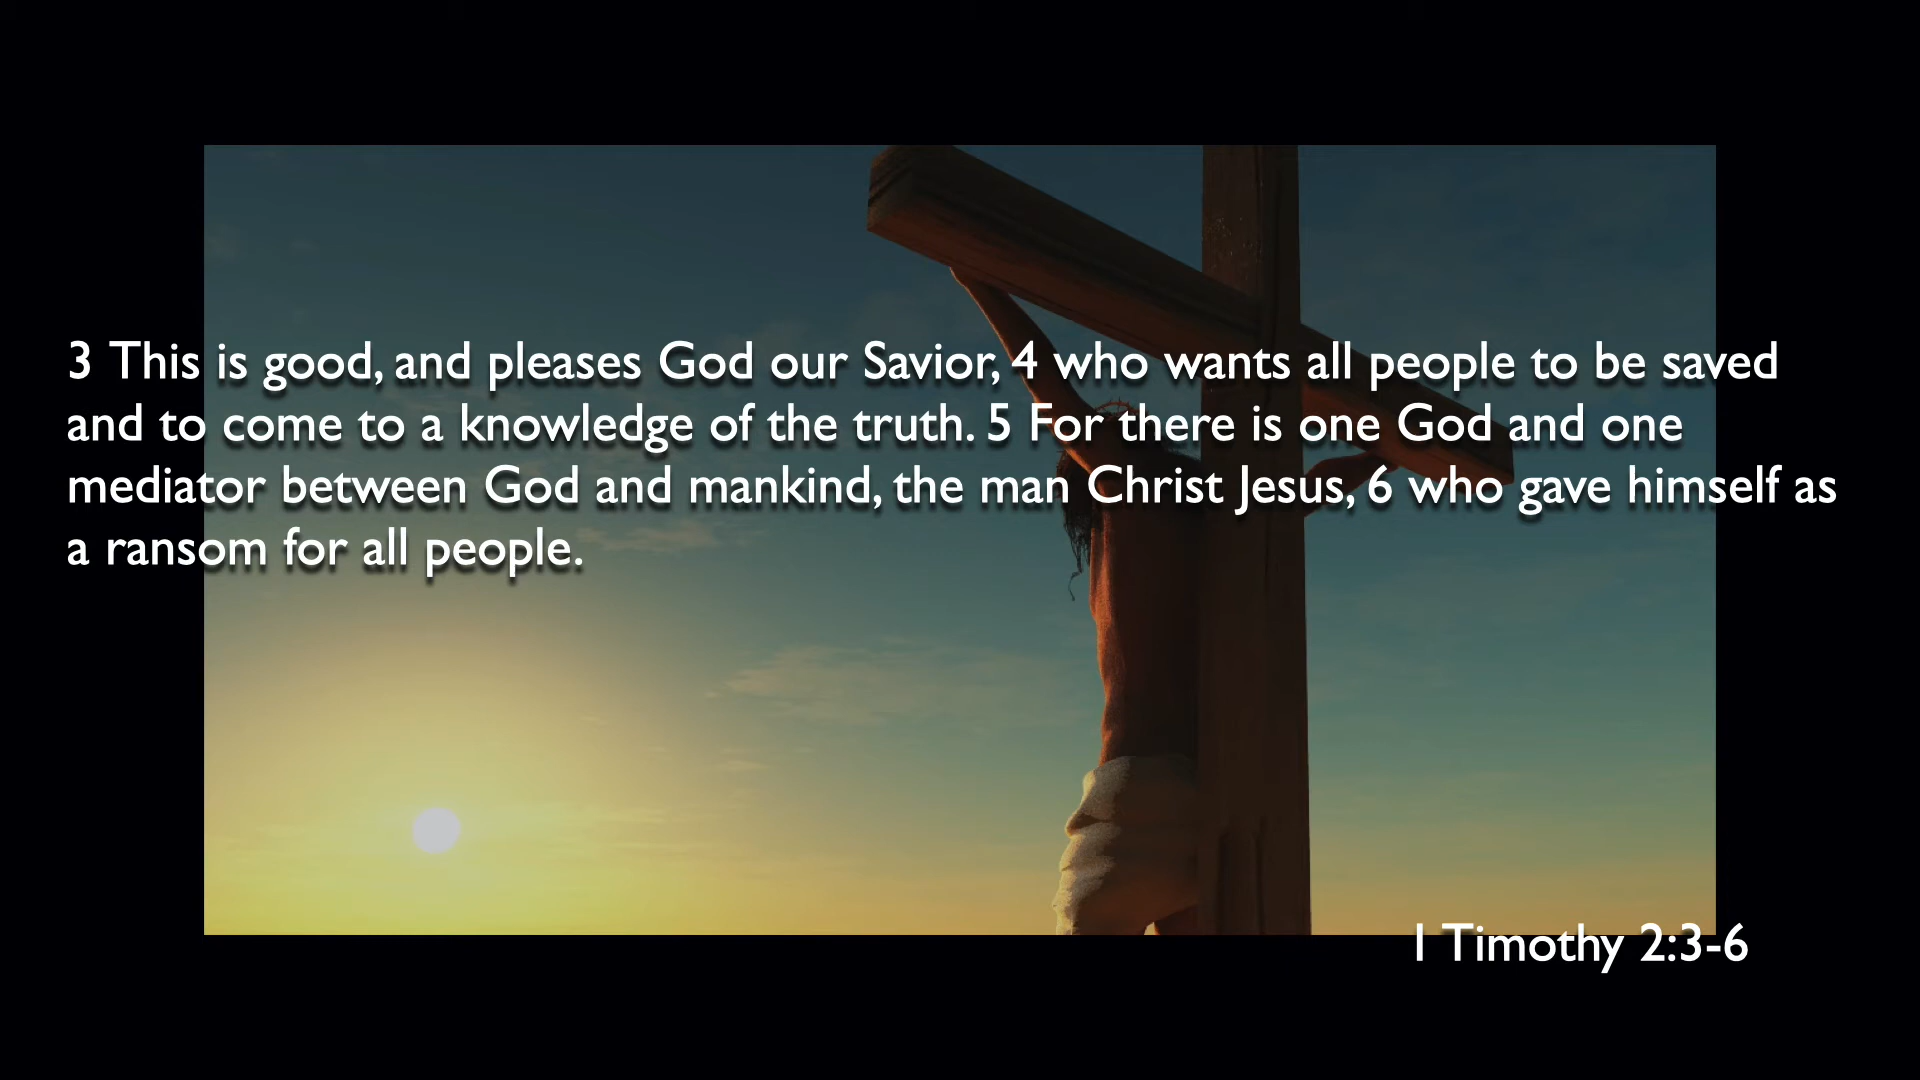 3 This is good, and pleases God our Savior, 4 who wants all people to be saved
and to come to a knowledge of the truth. 5 For there is one God and one
mediator between God and mankind, the man Christ Jesus, 6 who gave himself as
a ransom for all people.
1 Timothy 2:3-6